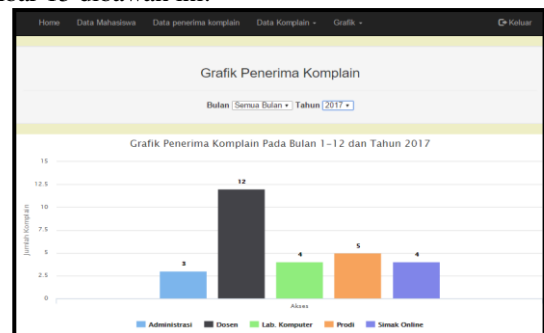 Home Data Mahasiswa Data penerima komplain Data Komplain Grafik Keluar
Grafik Penerima Komplain
Bulan Semua Bulan Tahun 2017
Grafik Penerima Komplain Pada Bulan 1-12 dan Tahun 2017
Jumlah Komplain
15
12.5
10
7.5
5
2.5
0
3
12
4
5
4
Akses
Administrasi Dosen Lab. Komputer Prodi Simak Online